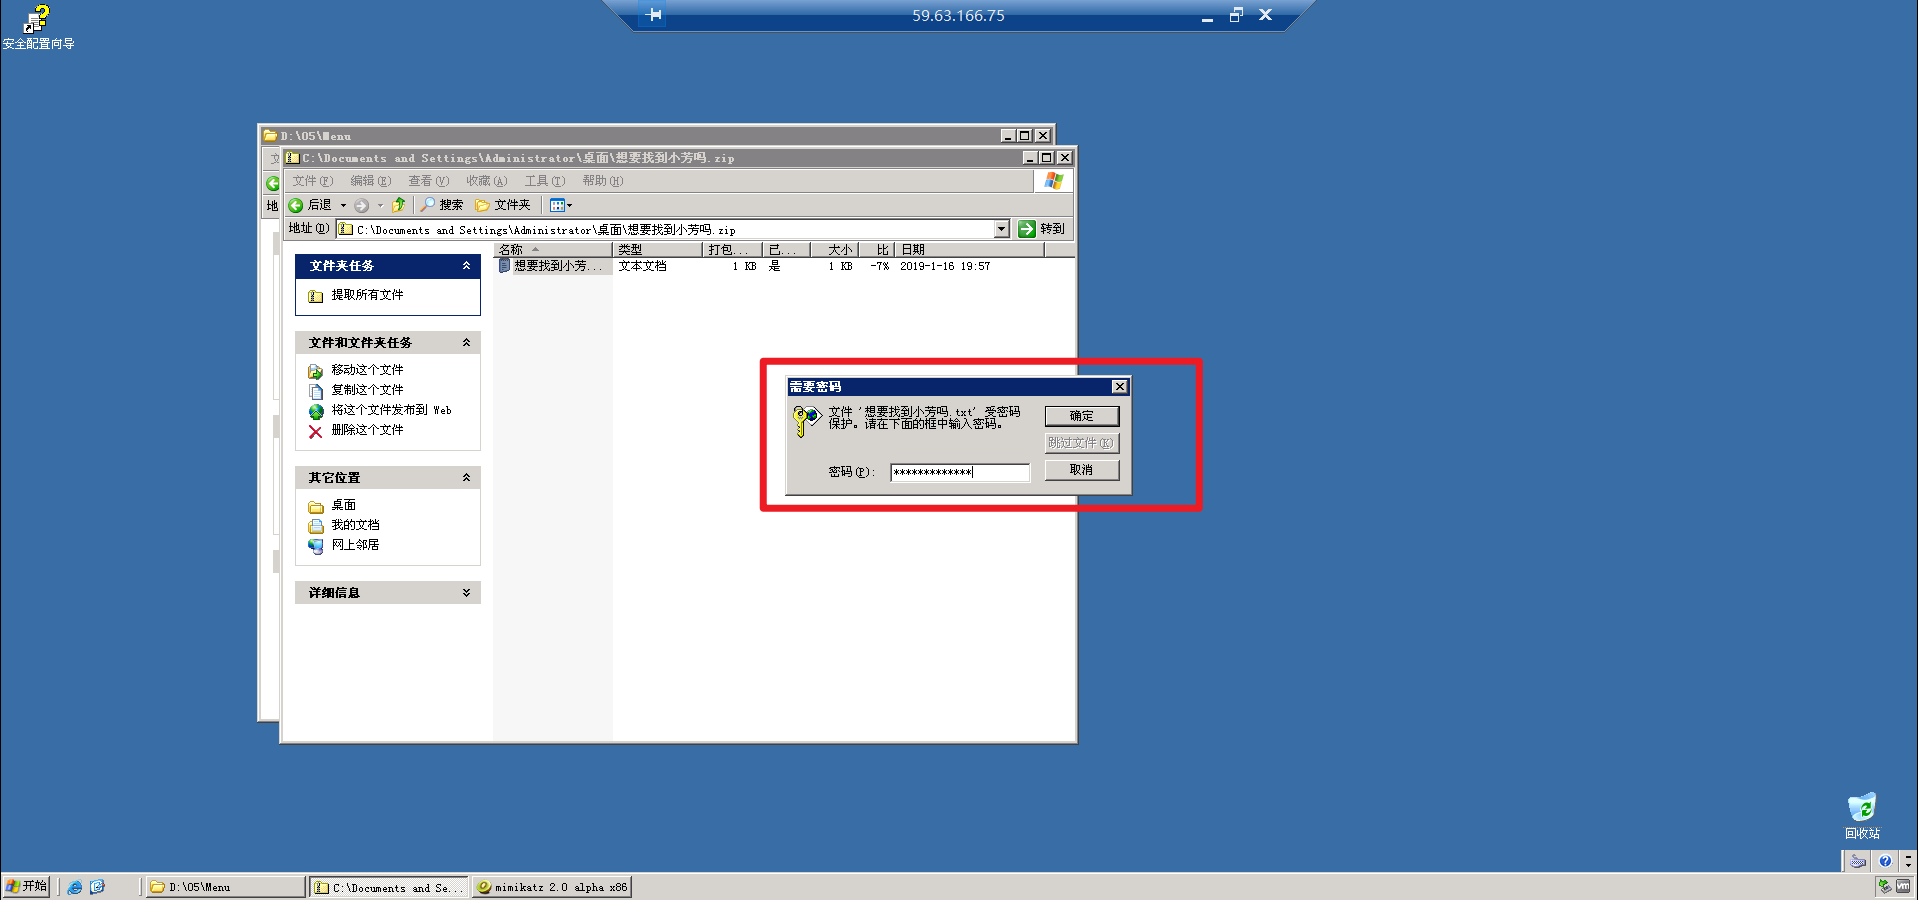 59.63.166.75
安全配置向导
D:\05\Menu
C:\Documents and Settings\Administrator\桌面\想要找到小芳吗.zip
文件(F) 编辑(E) 查看(V) 收藏(A) 工具(T) 帮助(H)
后退 搜索 文件夹
地址(D) C:\Documents and Settings\Administrator\桌面\想要找到小芳吗.zip 转到
名称 类型 打包... 已... 大小 比 日期
想要找到小芳... 文本文档 1 KB 是 1 KB -7% 2019-1-16 19:57
文件夹任务
提取所有文件
文件和文件夹任务
移动这个文件
复制这个文件
将这个文件发布到 Web
删除这个文件
其它位置
桌面
我的文档
网上邻居
详细信息
需要密码
文件 '想要找到小芳吗.txt' 受密码
保护。请在下面的框中输入密码。
确定
跳过文件(K)
密码(P): *************
取消
回收站
开始 D:\05\Menu C:\Documents and Se... mimikatz 2.0 alpha x86